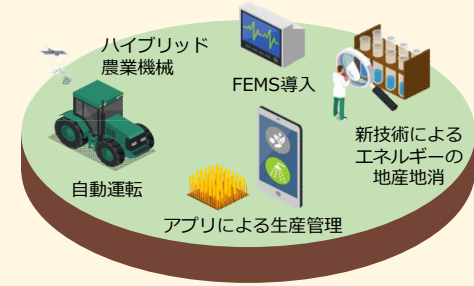 ハイブリッド
農業機械
FEMS導入
新技術による
エネルギーの
地産地消
自動運転
アプリによる生産管理